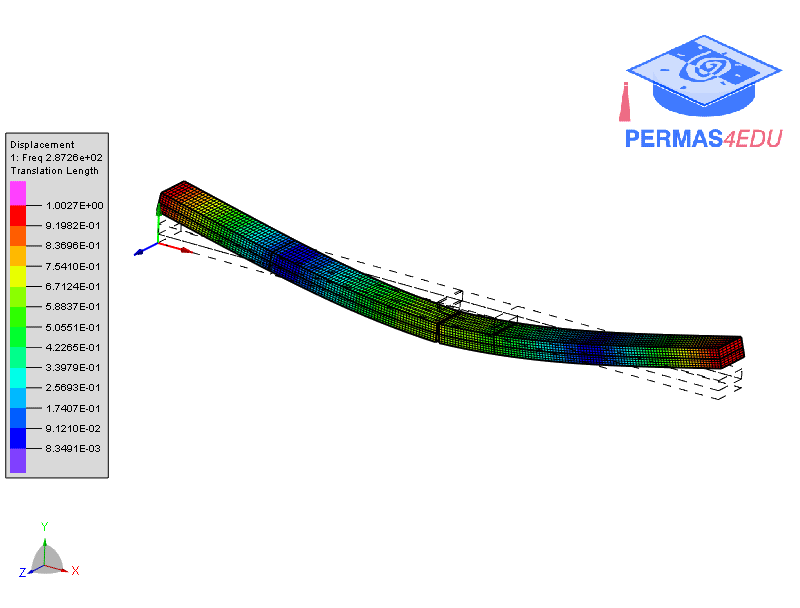 PERMAS4EDU
Displacement
1: Freq 2.8726e+02
Translation Length
1.0027E+00
9.1982E-01
8.3696E-01
7.5410E-01
6.7124E-01
5.8837E-01
5.0551E-01
4.2265E-01
3.3979E-01
2.5693E-01
1.7407E-01
9.1210E-02
8.3491E-03
Y
Z
X